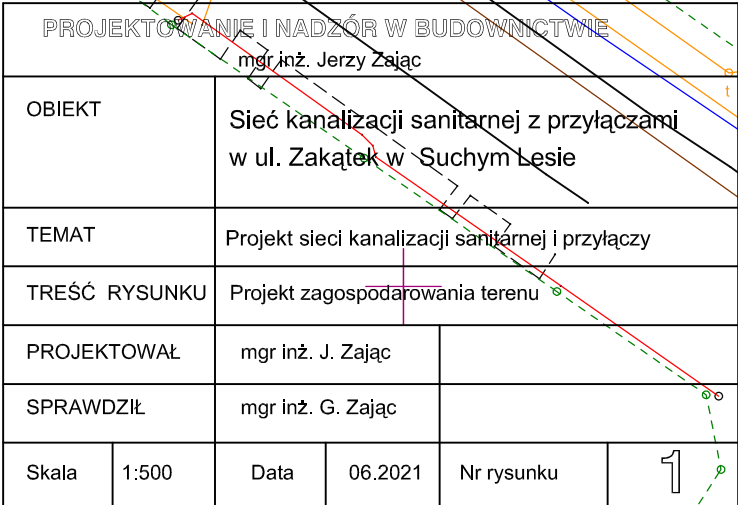 PROJEKTOWANIE I NADZÓR W BUDOWNICTWIE
mgr inż. Jerzy Zając
OBIEKT
Sieć kanalizacji sanitarnej z przyłączami
w ul. Zakątek w Suchym Lesie
TEMAT
Projekt sieci kanalizacji sanitarnej i przyłączy
TREŚĆ RYSUNKU
Projekt zagospodarowania terenu
PROJEKTOWAŁ
mgr inż. J. Zając
SPRAWDZIŁ
mgr inż. G. Zając
Skala 1:500 Data 06.2021 Nr rysunku 1
t